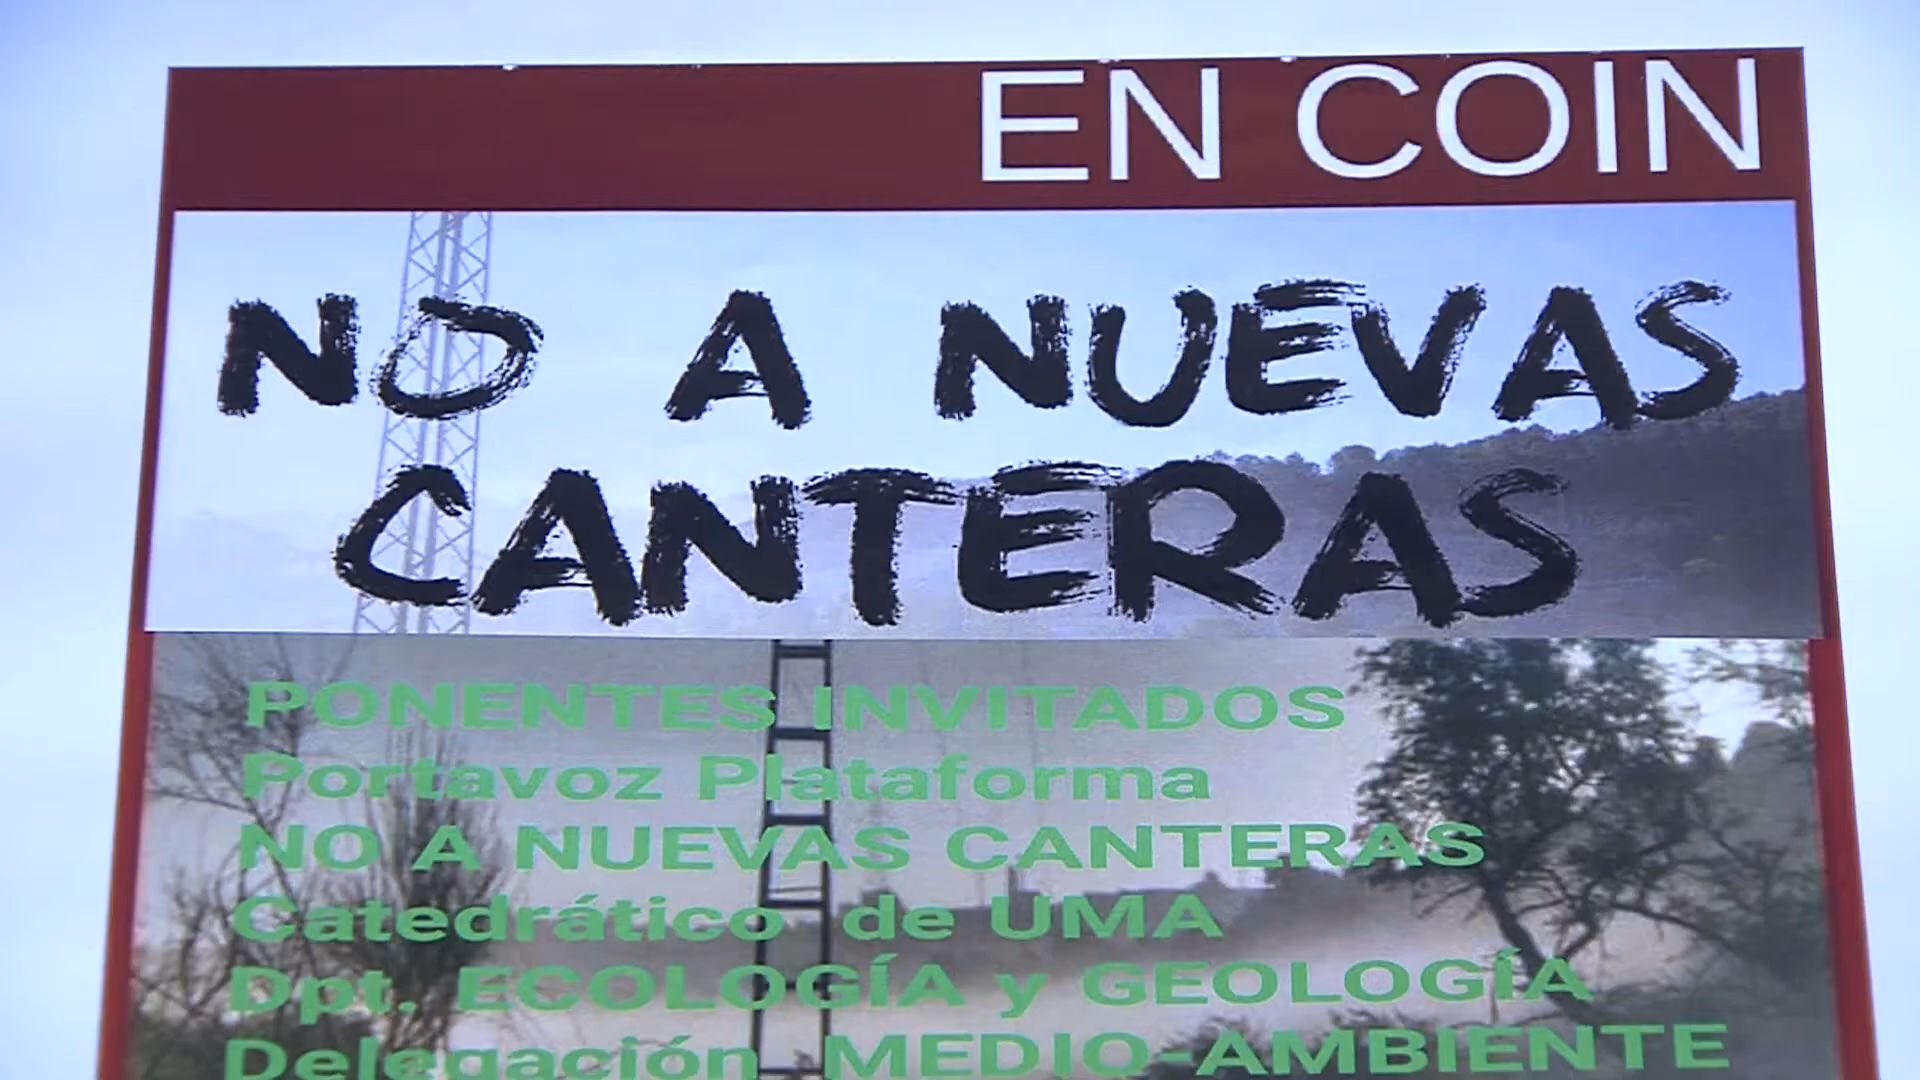 EN COIN
NO A NUEVAS
CANTERAS
PONENTES INVITADOS
Portavoz Plataforma
NO A NUEVAS CANTERAS
Catedrático de UMA
Dpt. ECOLOGÍA y GEOLOGÍA
Delegación MEDIO-AMBIENTE